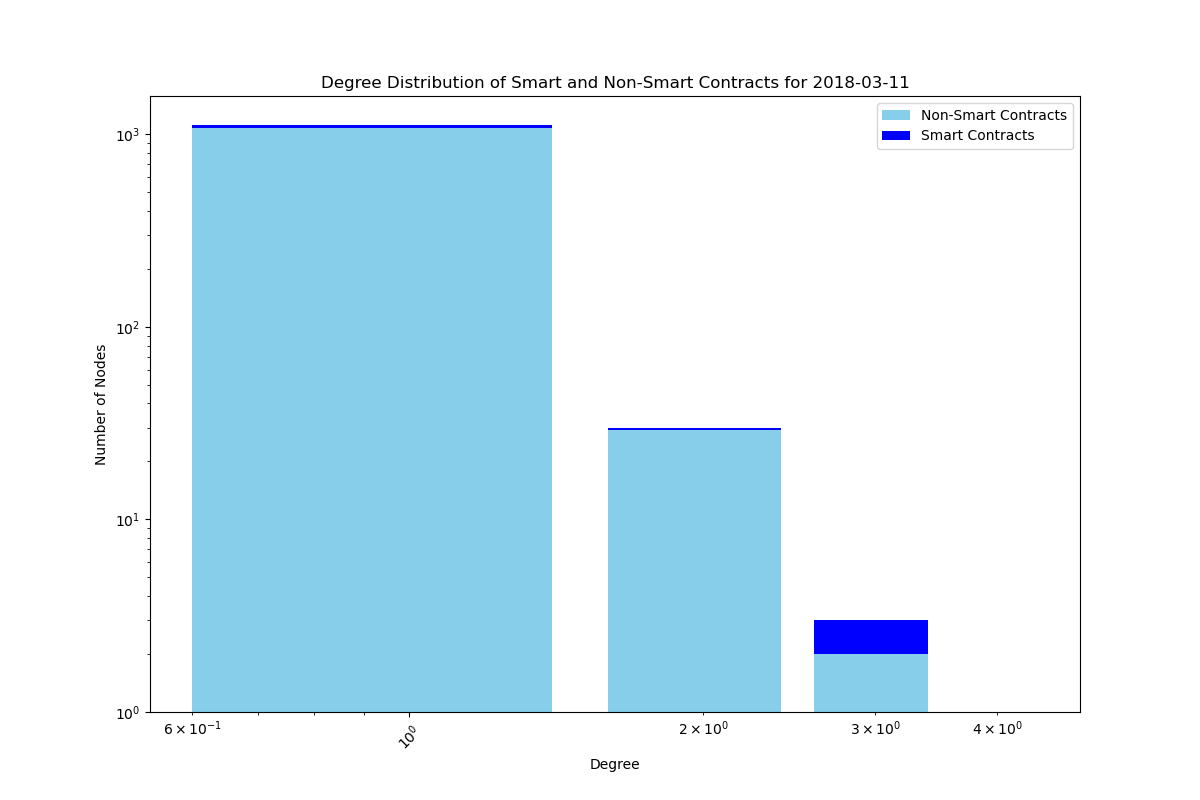 Degree Distribution of Smart and Non-Smart Contracts for 2018-03-11
Non-Smart Contracts
Smart Contracts
Number of Nodes
10³
10²
10¹
10⁰
6 × 10⁻¹
10⁰
2 × 10⁰
3 × 10⁰
4 × 10⁰
Degree